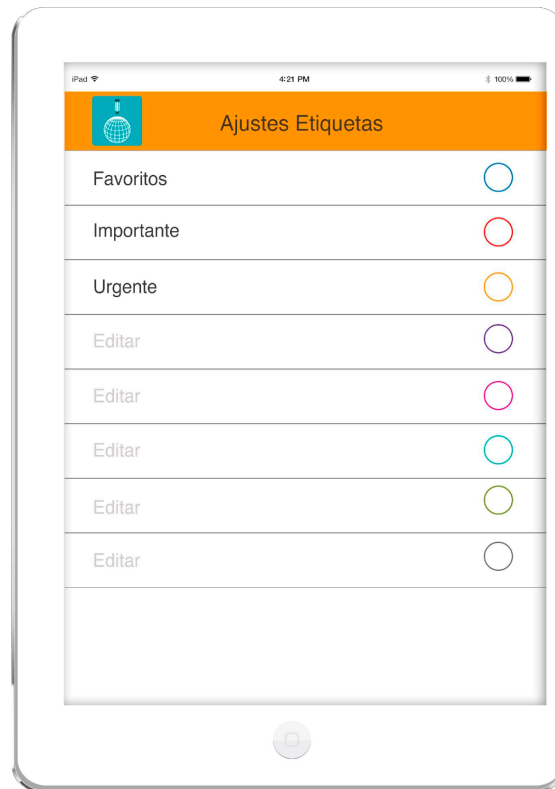 iPad 4:21 PM 100%
Ajustes Etiquetas
Favoritos
Importante
Urgente
Editar
Editar
Editar
Editar
Editar